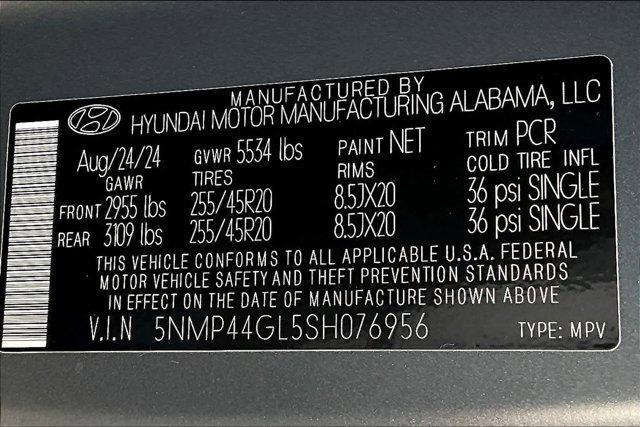 MANUFACTURED BY
HYUNDAI MOTOR MANUFACTURING ALABAMA, LLC
Aug/24/24 GVWR 5534 lbs PAINT NET TRIM PCR
GAWR TIRES RIMS COLD TIRE INFL
FRONT 2955 lbs 255/45R20 8.5JX20 36 psi SINGLE
REAR 3109 lbs 255/45R20 8.5JX20 36 psi SINGLE
THIS VEHICLE CONFORMS TO ALL APPLICABLE U.S.A. FEDERAL
MOTOR VEHICLE SAFETY AND THEFT PREVENTION STANDARDS
IN EFFECT ON THE DATE OF MANUFACTURE SHOWN ABOVE
V.I.N 5NMP44GL5SH076956 TYPE: MPV